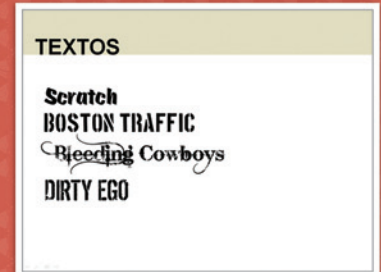 TEXTOS
Scratch
BOSTON TRAFFIC
Bleeding Cowboys
DIRTY EGO